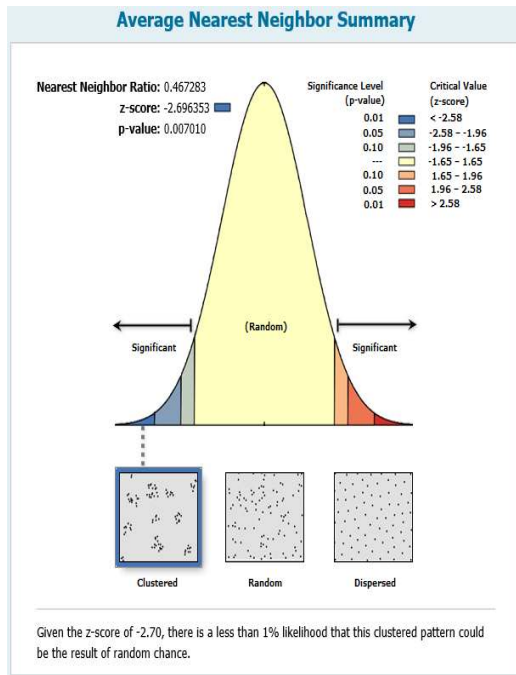 Average Nearest Neighbor Summary
Nearest Neighbor Ratio: 0.467283
z-score: -2.696353
p-value: 0.007010
Significance Level
(p-value)
Critical Value
(z-score)
0.01 < -2.58
0.05 -2.58 – -1.96
0.10 -1.96 – -1.65
--- -1.65 – 1.65
0.10 1.65 – 1.96
0.05 1.96 – 2.58
0.01 > 2.58
(Random)
Significant
Significant
Clustered
Random
Dispersed
Given the z-score of -2.70, there is a less than 1% likelihood that this clustered pattern could
be the result of random chance.